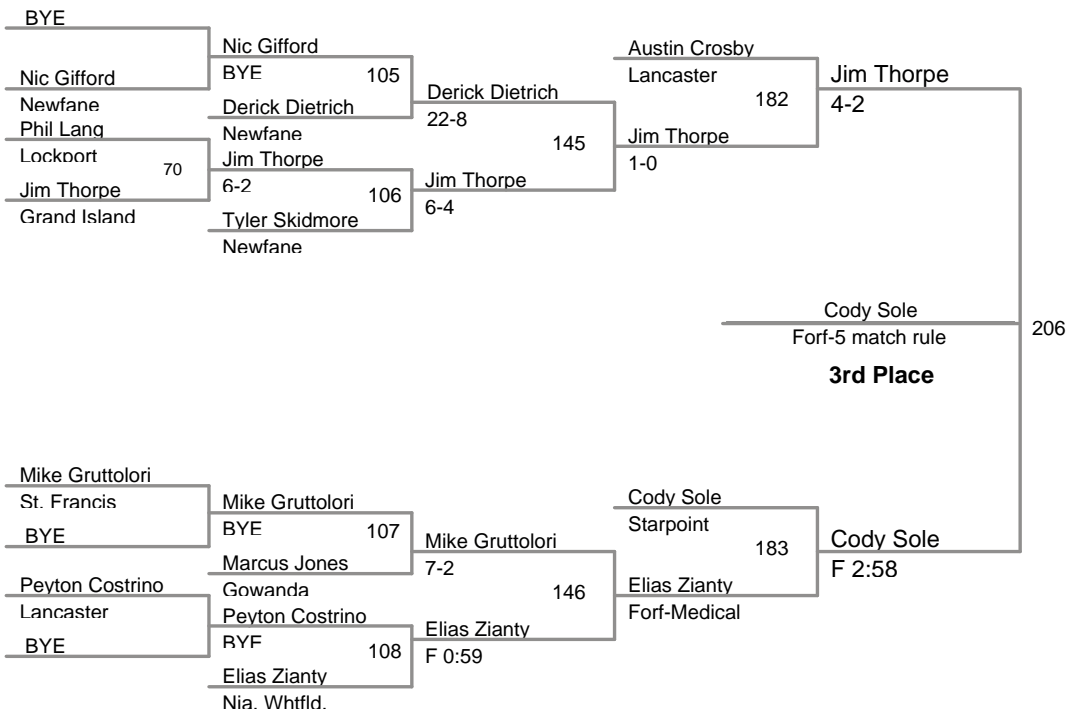 BYE
Nic Gifford
Newfane
Phil Lang
Lockport
70
Jim Thorpe
Grand Island
Nic Gifford
BYE
105
Derick Dietrich
Newfane
Jim Thorpe
6-2
106
Tyler Skidmore
Newfane
Derick Dietrich
22-8
145
Jim Thorpe
6-4
Austin Crosby
Lancaster
182
Jim Thorpe
1-0
Jim Thorpe
4-2
Cody Sole
Forf-5 match rule
3rd Place
206
Mike Gruttolori
St. Francis
BYE
Peyton Costrino
Lancaster
BYE
Mike Gruttolori
BYE
107
Marcus Jones
Gowanda
Peyton Costrino
BYE
108
Elias Zianty
Nia. Whtfld.
Mike Gruttolori
7-2
146
Elias Zianty
F 0:59
Cody Sole
Starpoint
183
Elias Zianty
Forf-Medical
Cody Sole
F 2:58